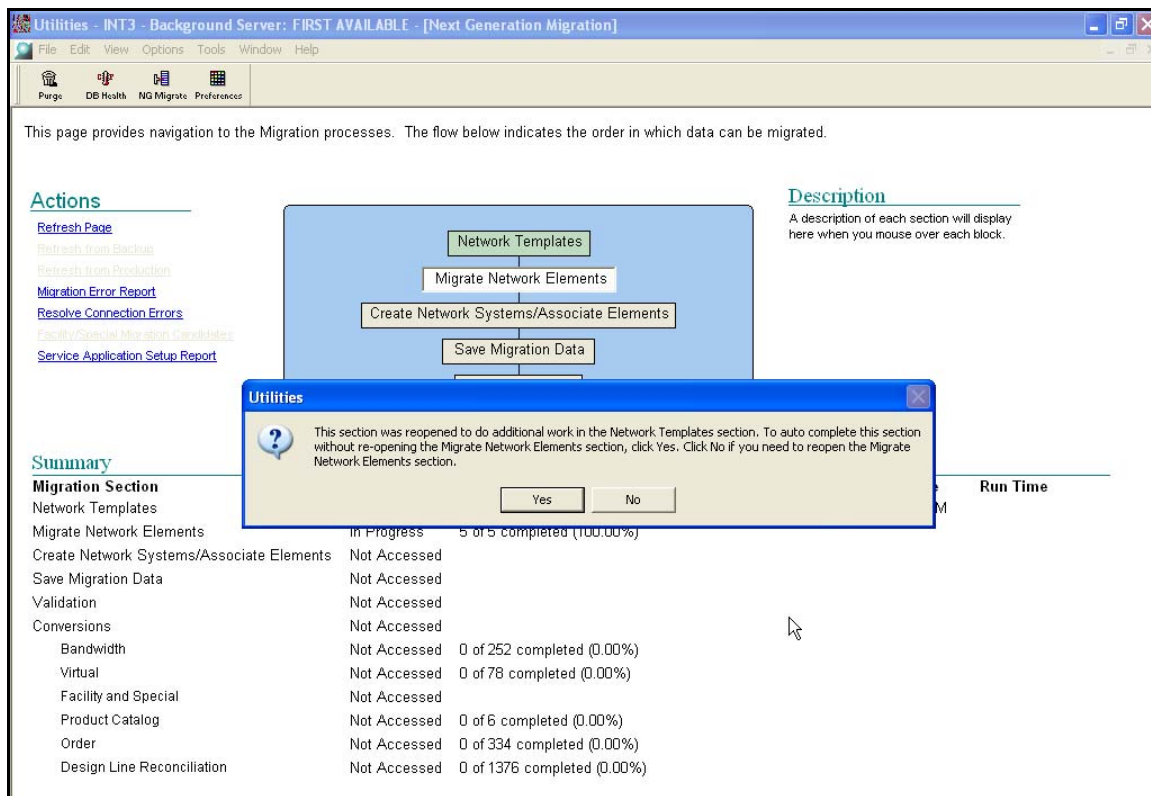 Utilities - INT3 - Background Server: FIRST AVAILABLE - [Next Generation Migration]
File Edit View Options Tools Window Help
Purge DB Health NG Migrate Preferences
This page provides navigation to the Migration processes. The flow below indicates the order in which data can be migrated.
Actions
Refresh Page
Refresh from Backup
Refresh from Production
Migration Error Report
Resolve Connection Errors
Facility/Special Migration Candidates
Service Application Setup Report
Network Templates
Migrate Network Elements
Create Network Systems/Associate Elements
Save Migration Data
Description
A description of each section will display
here when you mouse over each block.
Utilities
This section was reopened to do additional work in the Network Templates section. To auto complete this section
without re-opening the Migrate Network Elements section, click Yes. Click No if you need to reopen the Migrate
Network Elements section.
Yes No
Summary
Migration Section Run Time
Network Templates M
Migrate Network Elements In Progress 5 of 5 completed (100.00%)
Create Network Systems/Associate Elements Not Accessed
Save Migration Data Not Accessed
Validation Not Accessed
Conversions Not Accessed
Bandwidth Not Accessed 0 of 252 completed (0.00%)
Virtual Not Accessed 0 of 78 completed (0.00%)
Facility and Special Not Accessed
Product Catalog Not Accessed 0 of 6 completed (0.00%)
Order Not Accessed 0 of 334 completed (0.00%)
Design Line Reconciliation Not Accessed 0 of 1376 completed (0.00%)